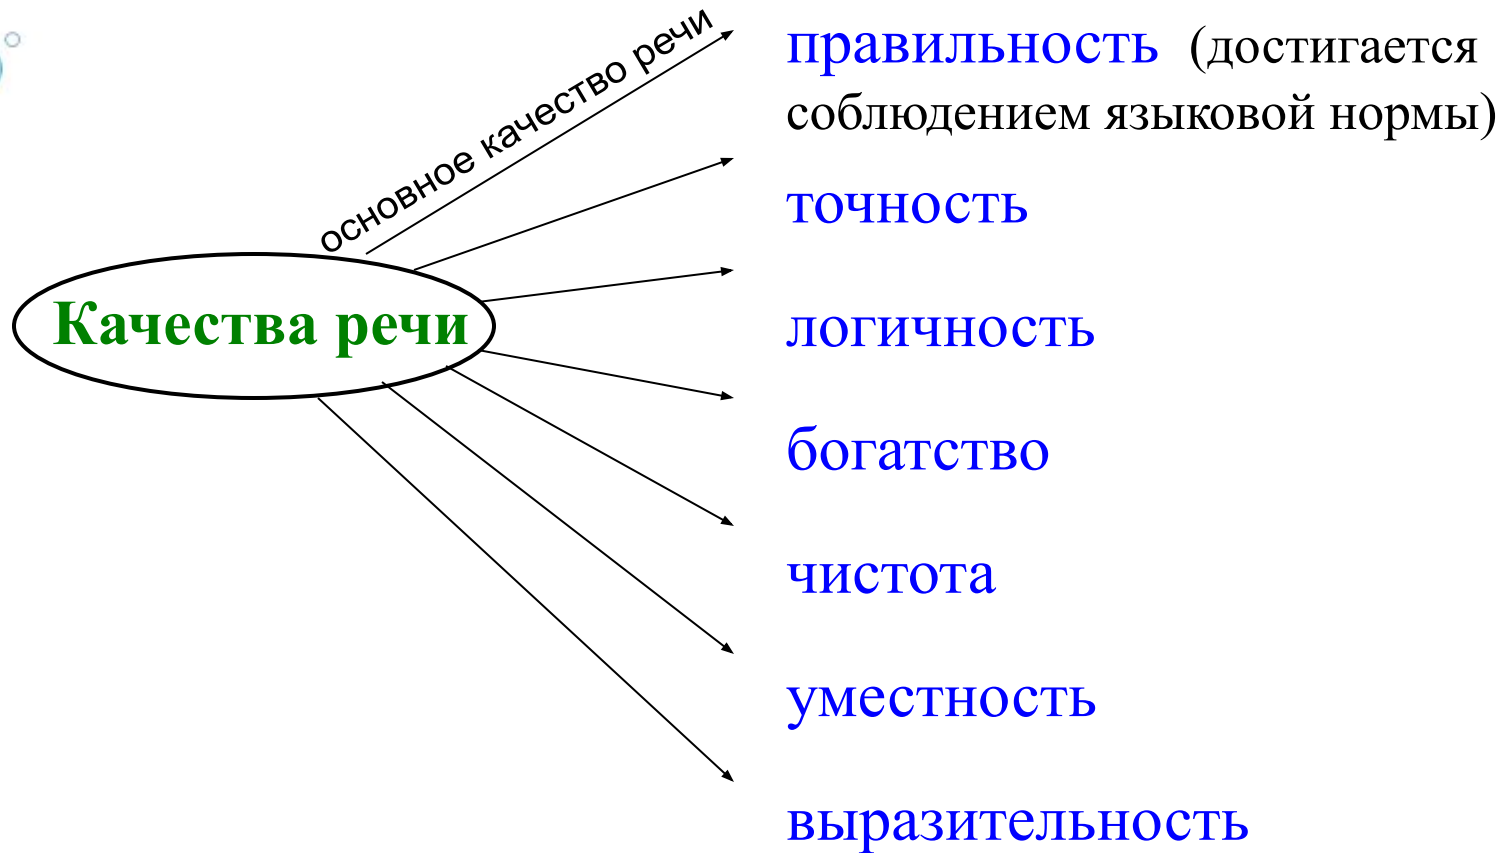 основное качество речи
правильность (достигается
соблюдением языковой нормы)
точность
Качества речи
логичность
богатство
чистота
уместность
выразительность